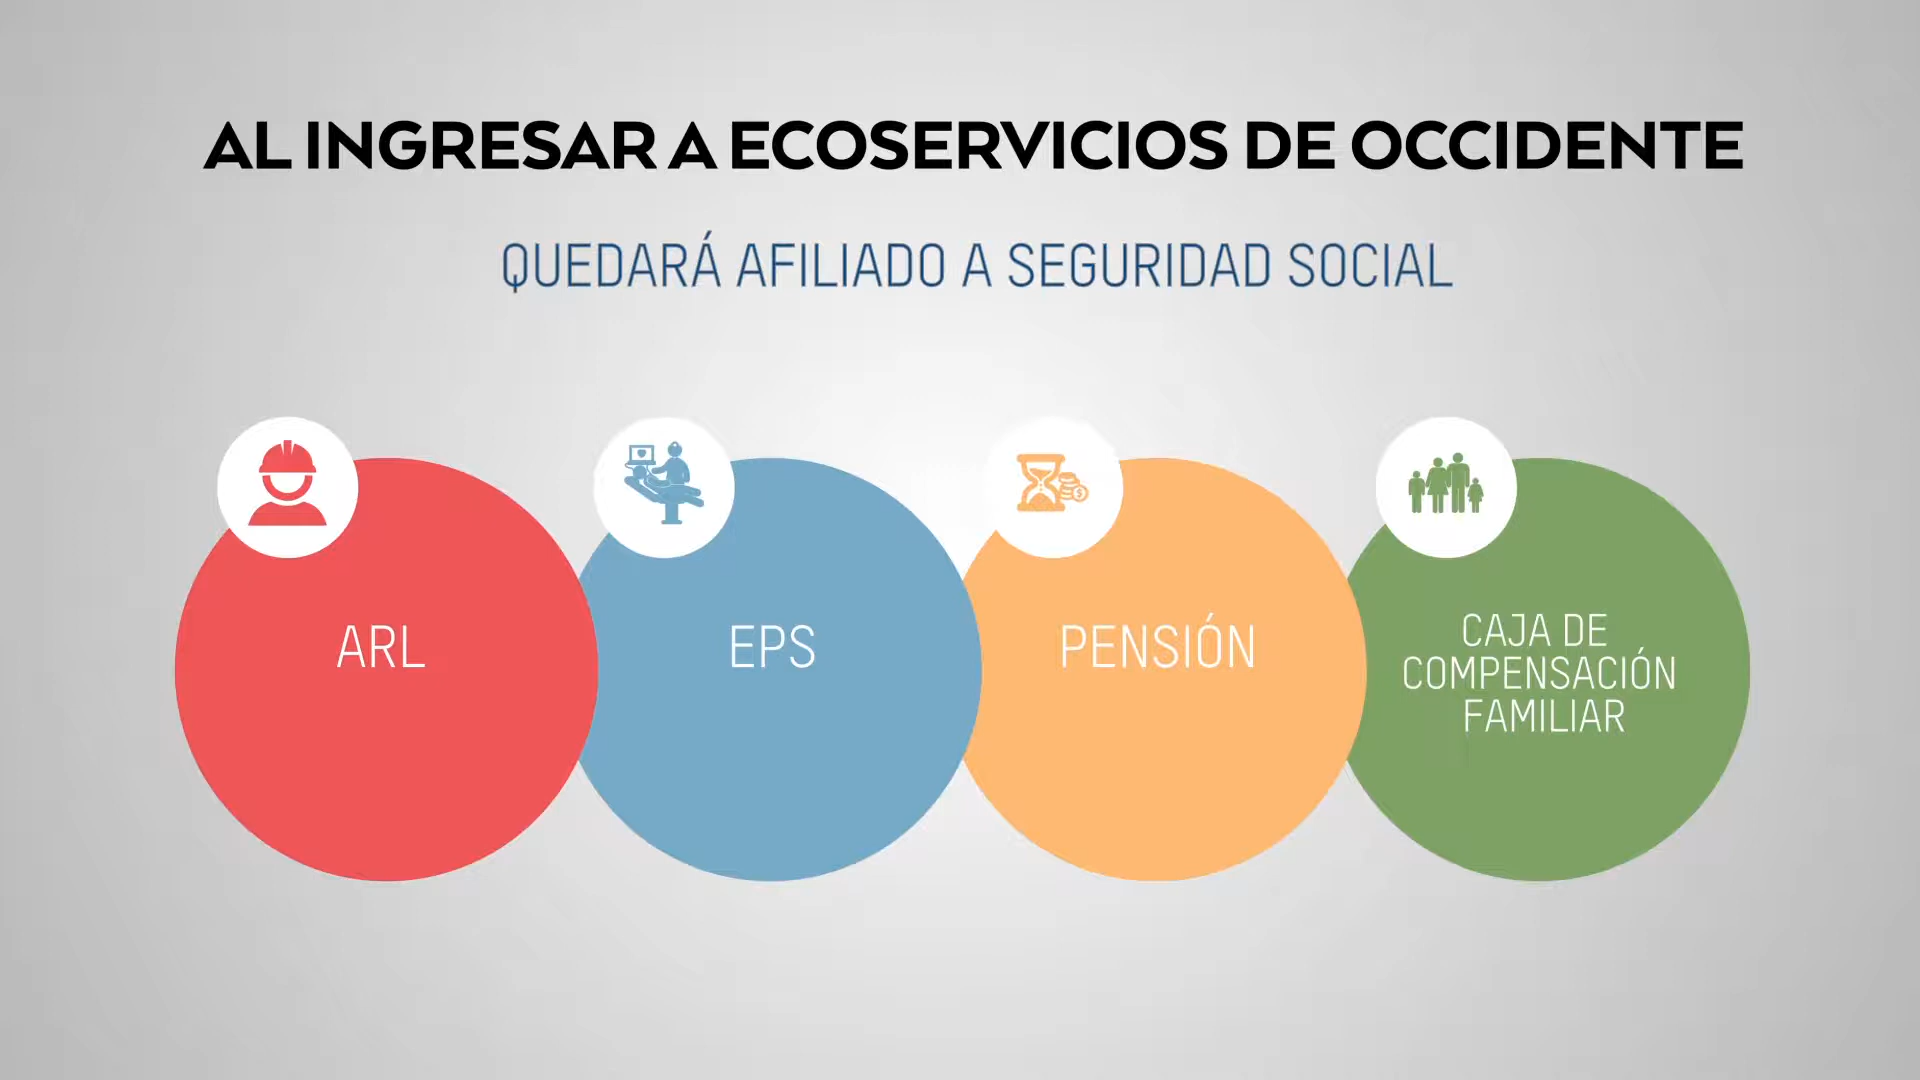 AL INGRESAR A ECOSERVICIOS DE OCCIDENTE
QUEDARÁ AFILIADO A SEGURIDAD SOCIAL
ARL
EPS
PENSIÓN
CAJA DE
COMPENSACIÓN
FAMILIAR